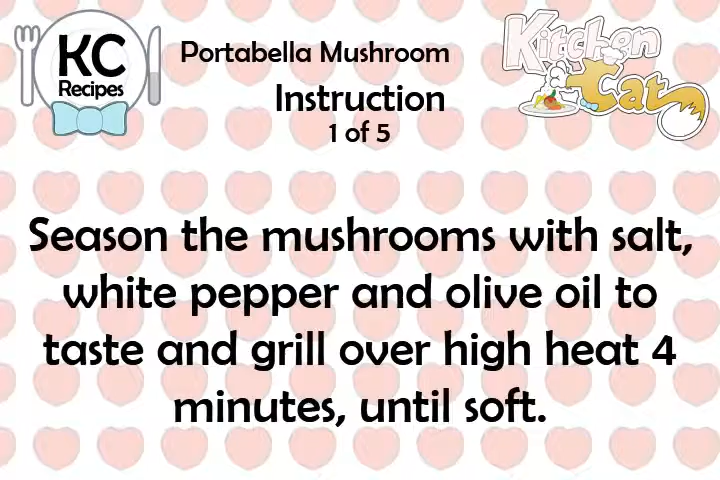 KC
Recipes
Portabella Mushroom
Instruction
1 of 5
Kitchen
Cat
Season the mushrooms with salt,
white pepper and olive oil to
taste and grill over high heat 4
minutes, until soft.